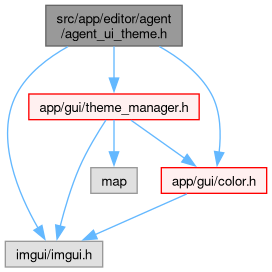 src/app/editor/agent
/agent_ui_theme.h
app/gui/theme_manager.h
map
app/gui/color.h
imgui/imgui.h